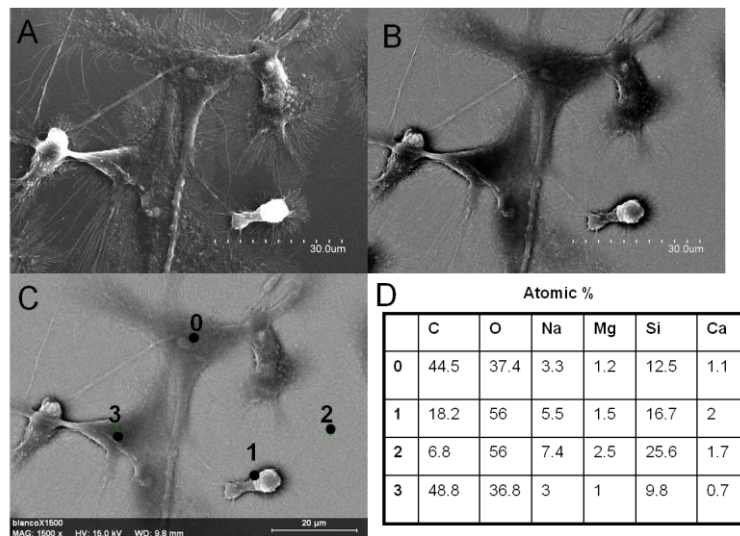 A
B
30.0um
30.0um
C
0
3
2
1
blancoX1500
MAG: 1500 x HV: 15.0 kV WD: 9.8 mm
20 µm
D
Atomic %
C O Na Mg Si Ca
0 44.5 37.4 3.3 1.2 12.5 1.1
1 18.2 56 5.5 1.5 16.7 2
2 6.8 56 7.4 2.5 25.6 1.7
3 48.8 36.8 3 1 9.8 0.7